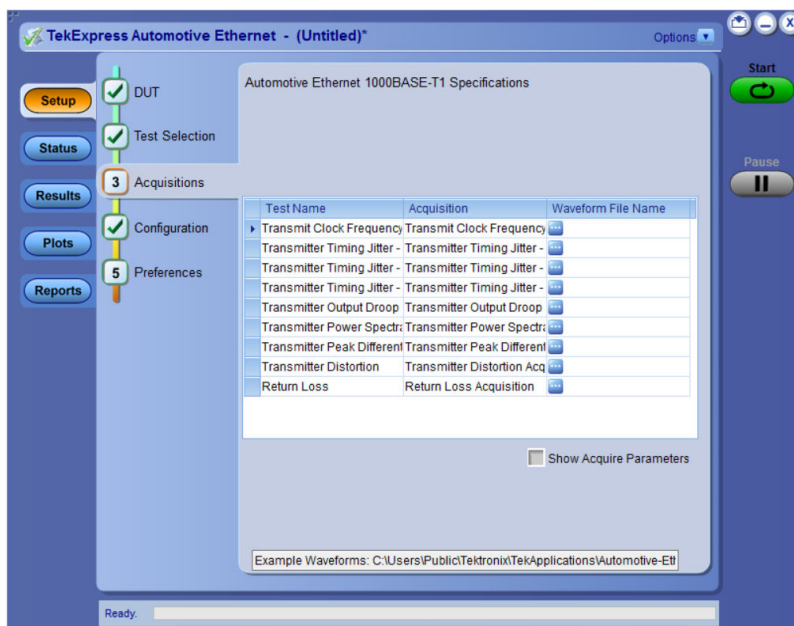 TekExpress Automotive Ethernet - (Untitled)*
Options
Start
Pause
Setup
Status
Results
Plots
Reports
DUT
Test Selection
3 Acquisitions
Configuration
5 Preferences
Automotive Ethernet 1000BASE-T1 Specifications
Test Name Acquisition Waveform File Name
Transmit Clock Frequency Transmit Clock Frequency
Transmitter Timing Jitter - Transmitter Timing Jitter -
Transmitter Timing Jitter - Transmitter Timing Jitter -
Transmitter Timing Jitter - Transmitter Timing Jitter -
Transmitter Output Droop Transmitter Output Droop
Transmitter Power Spectra Transmitter Power Spectra
Transmitter Peak Different Transmitter Peak Different
Transmitter Distortion Transmitter Distortion Acq
Return Loss Return Loss Acquisition
Show Acquire Parameters
Example Waveforms: C:\Users\Public\Tektronix\TekApplications\Automotive-Eth
Ready.